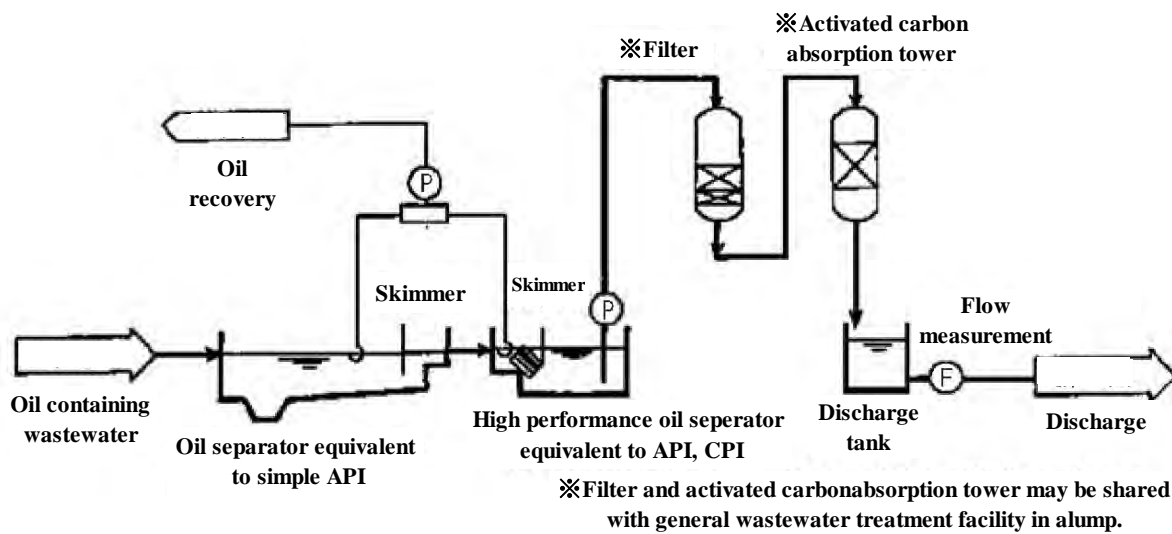 ※Activated carbon
absorption tower
※Filter
Oil
recovery
P
Skimmer
Skimmer
P
Flow
measurement
F
Oil containing
wastewater
Oil separator equivalent
to simple API
High performance oil seperator
equivalent to API, CPI
Discharge
tank
Discharge
※Filter and activated carbonabsorption tower may be shared
with general wastewater treatment facility in alump.